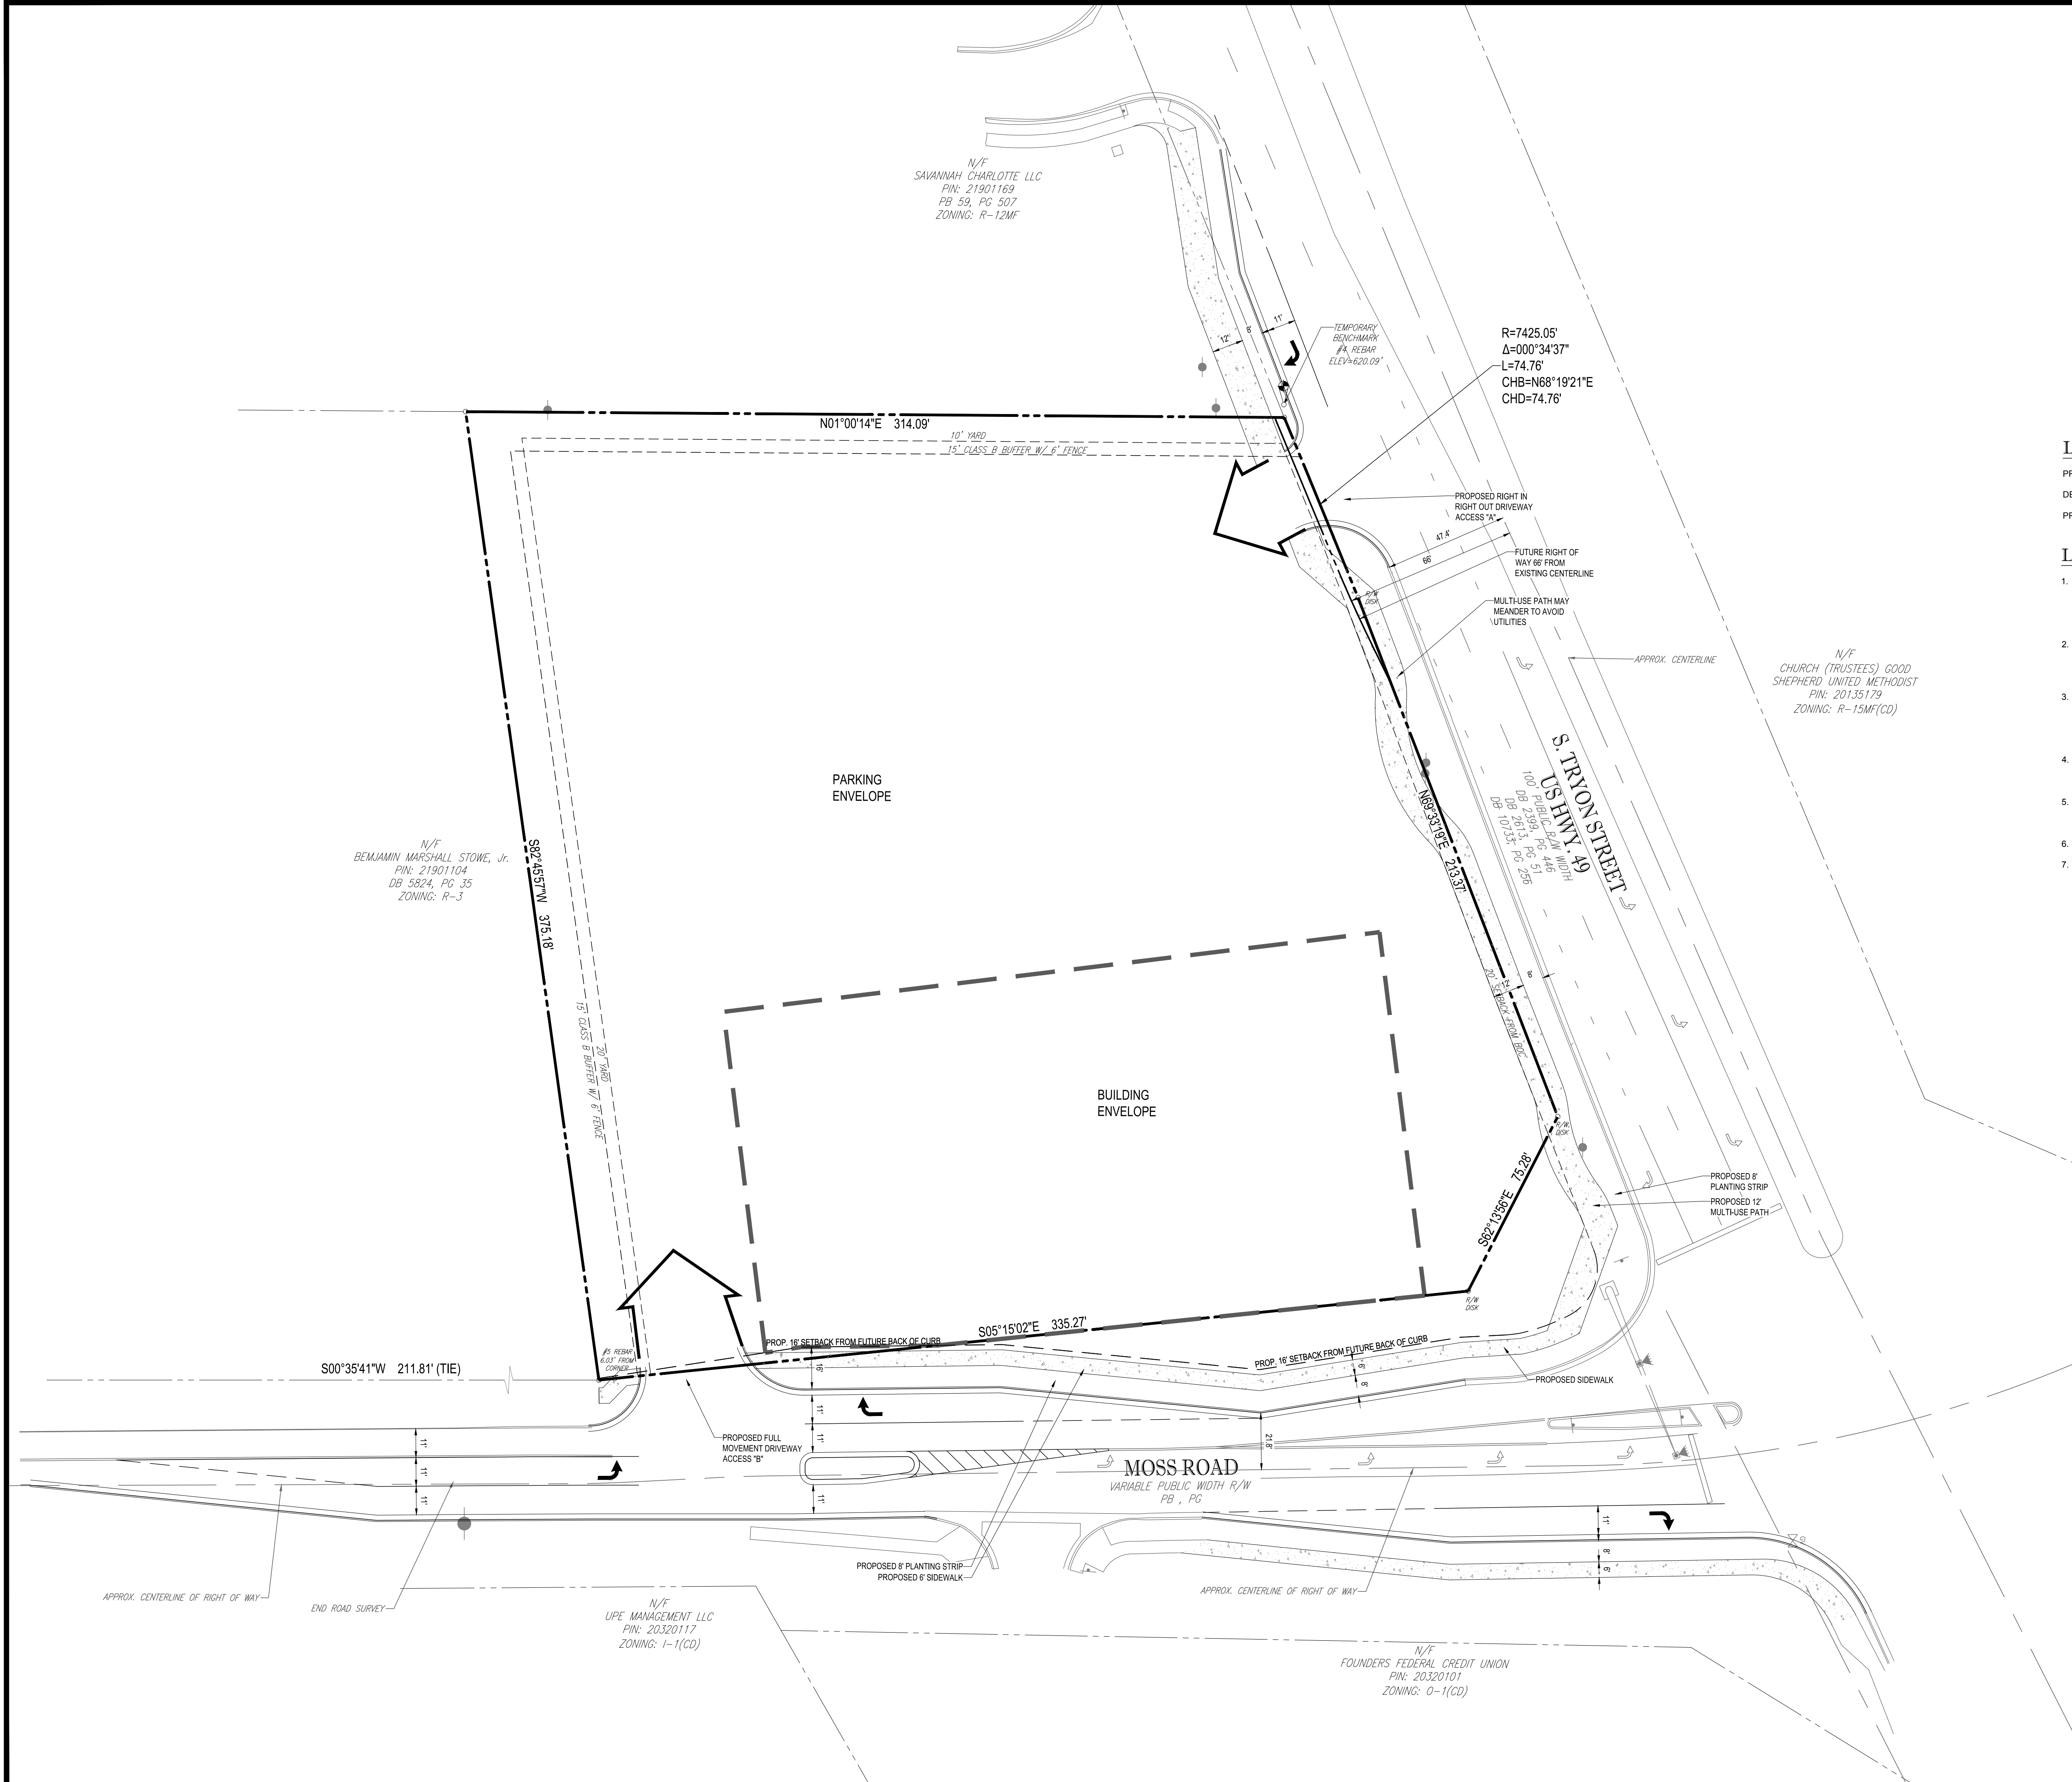 N/F
SAVANNAH CHARLOTTE LLC
PIN: 21901169
PB 59, PG 507
ZONING: R-12MF
12'
8'
11'
TEMPORARY
BENCHMARK
#4 REBAR
ELEV=620.09'
R=7425.05'
Δ=000°34'37"
L=74.76'
CHB=N68°19'21"E
CHD=74.76'
N01°00'14"E 314.09'
10' YARD
15' CLASS B BUFFER W/ 6' FENCE
PROPOSED RIGHT IN
RIGHT OUT DRIVEWAY
ACCESS "A"
47.4'
66'
FUTURE RIGHT OF
WAY 66' FROM
EXISTING CENTERLINE
R/W
DISK
MULTI-USE PATH MAY
MEANDER TO AVOID
UTILITIES
APPROX. CENTERLINE
N/F
CHURCH (TRUSTEES) GOOD
SHEPHERD UNITED METHODIST
PIN: 20135179
ZONING: R-15MF(CD)
1.
2.
3.
4.
5.
6.
7.
S. TRYON STREET
US HWY. 49
100' PUBLIC R/W WIDTH
DB 2399, PG 446
DB 2613, PG 51
DB 10733, PG 256
PARKING
ENVELOPE
N69°33'19"E 213.37'
N/F
BEMJAMIN MARSHALL STOWE, Jr.
PIN: 21901104
DB 5824, PG 35
ZONING: R-3
S82°45'57"W 375.18'
8'
12'
20' SETBACK FROM BOC
20' YARD
15' CLASS B BUFFER W/ 6' FENCE
BUILDING
ENVELOPE
R/W
DISK
S62°13'56"E 75.28'
PROPOSED 8'
PLANTING STRIP
PROPOSED 12'
MULTI-USE PATH
R/W
DISK
S05°15'02"E 335.27'
PROP. 16' SETBACK FROM FUTURE BACK OF CURB
PROP. 16' SETBACK FROM FUTURE BACK OF CURB
#5 REBAR
6.03' FROM
CORNER
S00°35'41"W 211.81' (TIE)
16'
6'
8'
PROPOSED SIDEWALK
11'
11'
11'
11'
11'
11'
21.8'
PROPOSED FULL
MOVEMENT DRIVEWAY
ACCESS "B"
MOSS ROAD
VARIABLE PUBLIC WIDTH R/W
PB , PG
11'
8'
6'
PROPOSED 8' PLANTING STRIP
PROPOSED 6' SIDEWALK
APPROX. CENTERLINE OF RIGHT OF WAY
END ROAD SURVEY
APPROX. CENTERLINE OF RIGHT OF WAY
N/F
UPE MANAGEMENT LLC
PIN: 20320117
ZONING: I-1(CD)
N/F
FOUNDERS FEDERAL CREDIT UNION
PIN: 20320101
ZONING: O-1(CD)